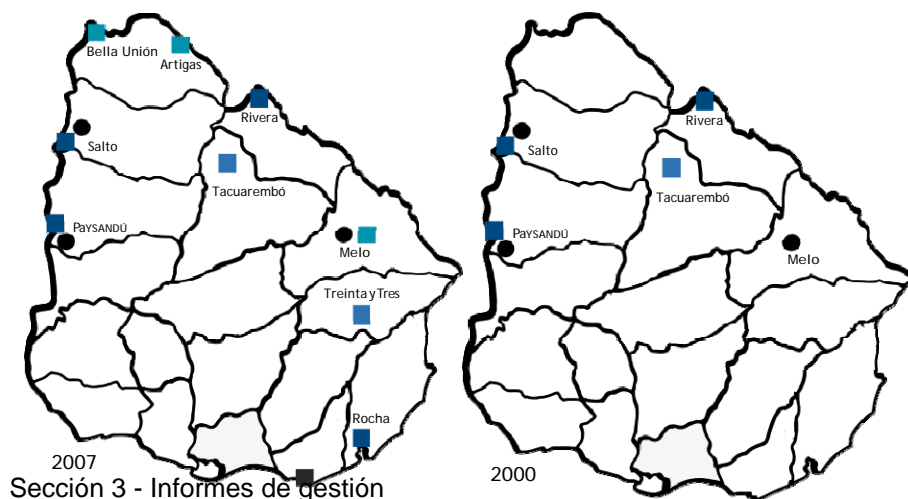 Bella Unión
Artigas
Rivera
Salto
Tacuarembó
PAYSANDÚ
Melo
Treinta y Tres
Rocha
2007
Rivera
Salto
Tacuarembó
PAYSANDÚ
Melo
2000
Sección 3 - Informes de gestión